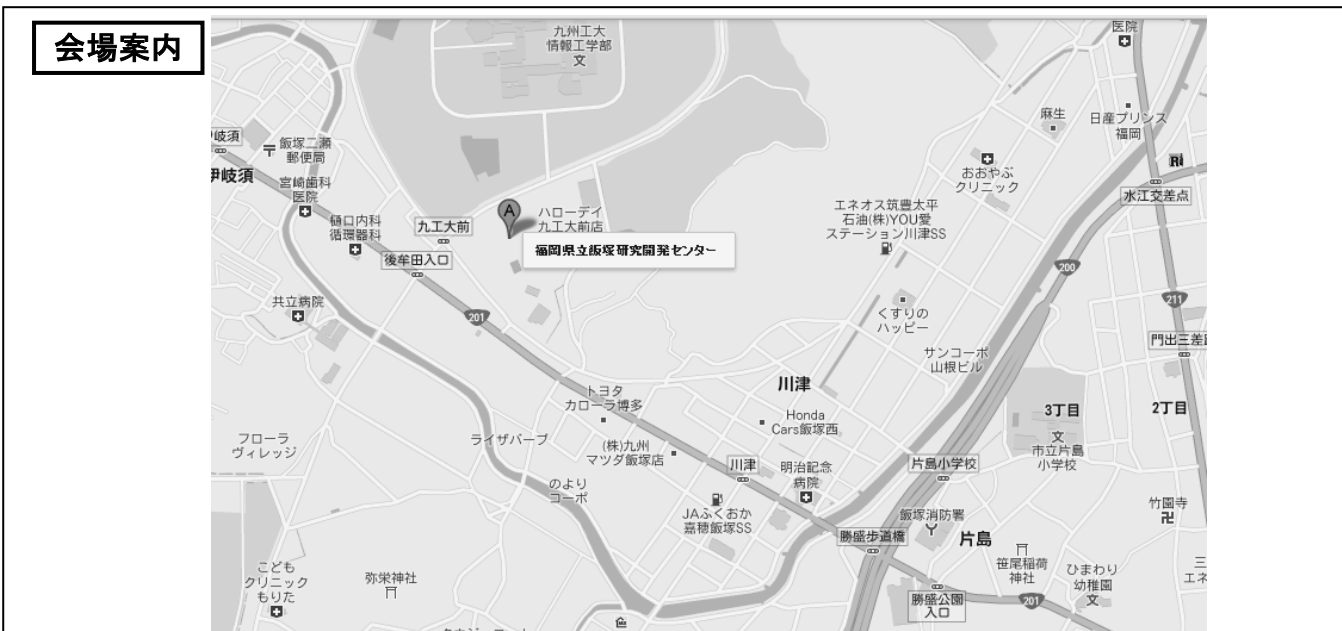 会場案内
九州工大
情報工学部
医院
麻生
日産プリンス
福岡
岐須
飯塚二瀬
郵便局
伊岐須
宮崎歯科
医院
おおやぶ
クリニック
水江交差点
樋口内科
循環器科
九工大前
A
ハローデイ
九工大前店
エネオス筑豊太平
石油(株)YOU愛
ステーション川津SS
福岡県立飯塚研究開発センター
後牟田入口
200
共立病院
201
くすりの
ハッピー
211
門出三差
サンコーポ
山根ビル
トヨタ
カローラ博多
川津
Honda
Cars飯塚西
3丁目
2丁目
フローラ
ヴィレッジ
ライザバープ
(株)九州
マツダ飯塚店
川津
明治記念
病院
片島小学校
市立片島
小学校
のより
コーポ
JAふくおか
嘉穂飯塚SS
飯塚消防署
竹園寺
勝盛歩道橋
片島
こども
クリニック
もりた
弥栄神社
笹尾稲荷
神社
ひまわり
幼稚園
三
エネ
勝盛公園
入口
201